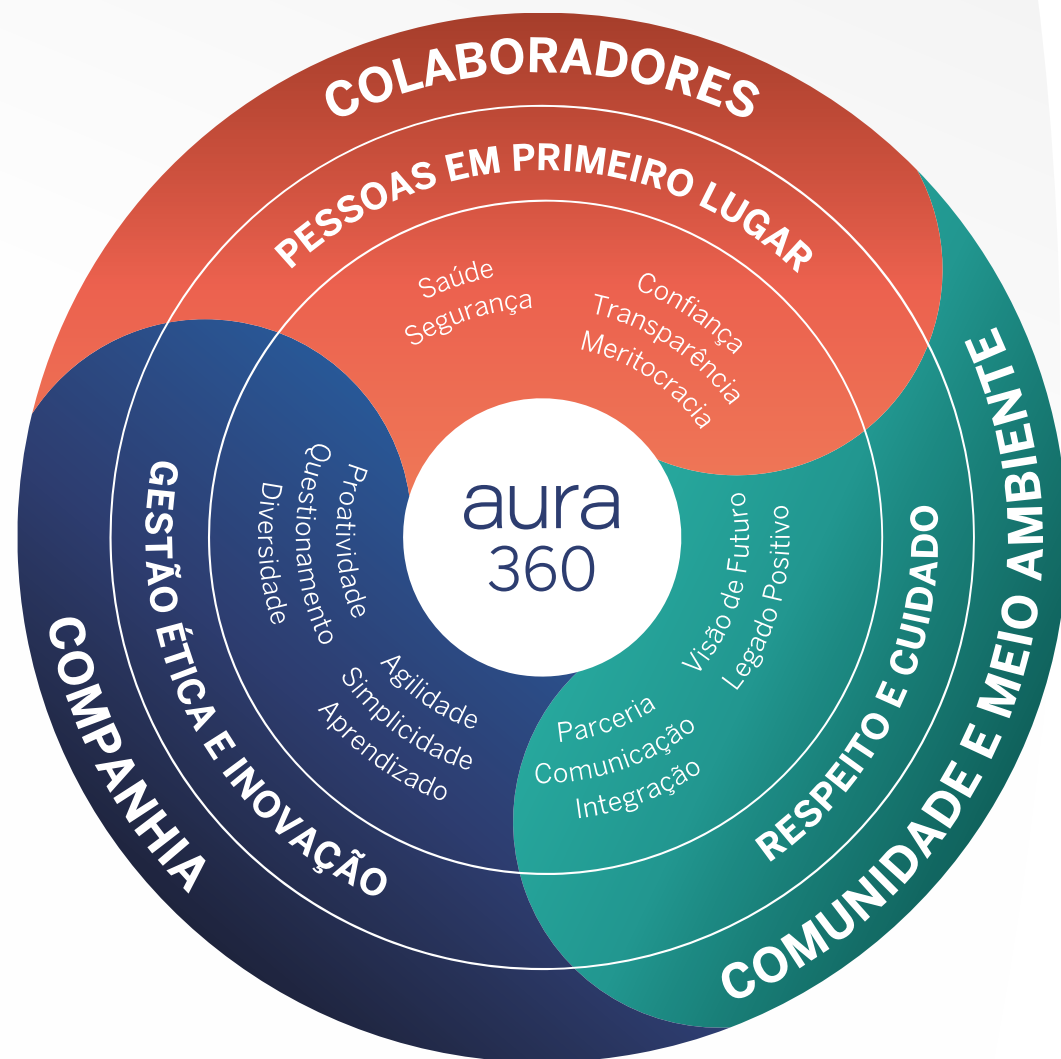 COLABORADORES
PESSOAS EM PRIMEIRO LUGAR
Saúde
Segurança
Confiança
Transparência
Meritocracia
aura
360
COMUNIDADE E MEIO AMBIENTE
RESPEITO E CUIDADO
Visão de Futuro
Legado Positivo
Parceria
Comunicação
Integração
COMPANHIA
GESTÃO ÉTICA E INOVAÇÃO
Proatividade
Questionamento
Diversidade
Agilidade
Simplicidade
Aprendizado